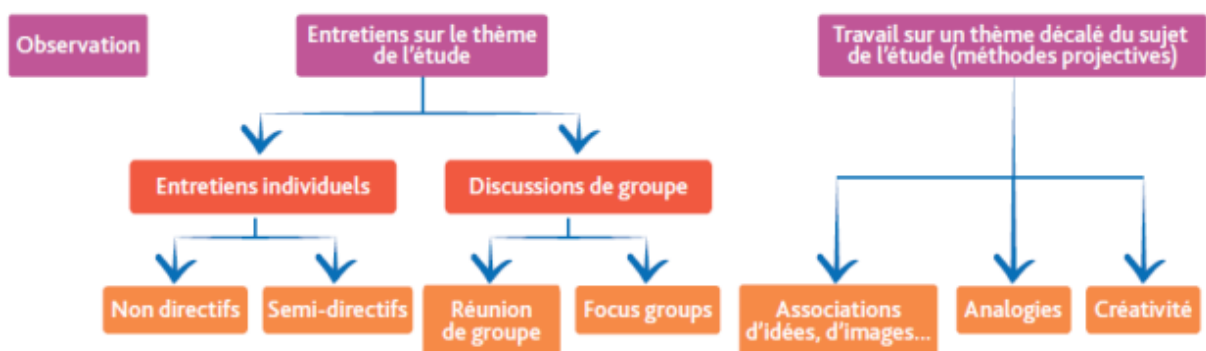 Observation
Entretiens sur le thème
de l’étude
Travail sur un thème décalé du sujet
de l’étude (méthodes projectives)
Entretiens individuels
Discussions de groupe
Non directifs
Semi-directifs
Réunion
de groupe
Focus groups
Associations
d’idées, d’images...
Analogies
Créativité